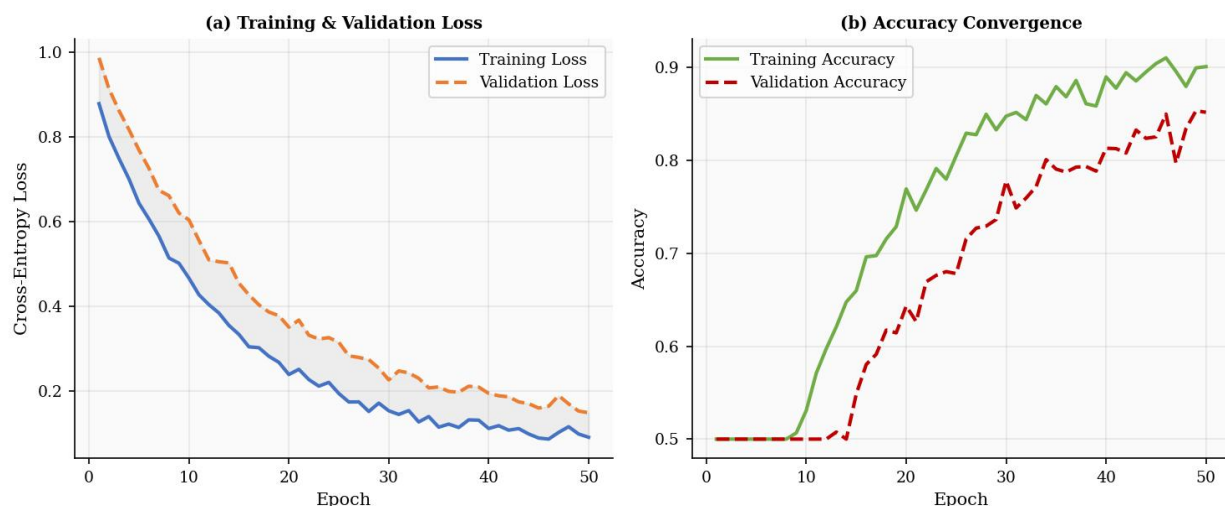 (a) Training & Validation Loss
Training Loss
Validation Loss
Cross-Entropy Loss
1.0
0.8
0.6
0.4
0.2
0
10
20
30
40
50
Epoch
(b) Accuracy Convergence
Training Accuracy
Validation Accuracy
Accuracy
0.9
0.8
0.7
0.6
0.5
0
10
20
30
40
50
Epoch